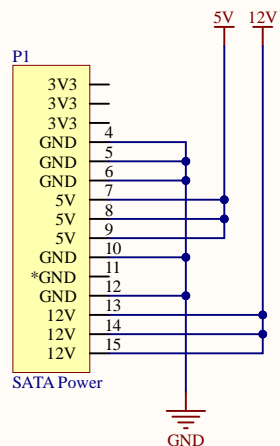 5V 12V
P1
3V3
3V3
3V3
GND 4
GND 5
GND 6
5V 7
5V 8
5V 9
GND 10
*GND 11
GND 12
12V 13
12V 14
12V 15
SATA Power
GND